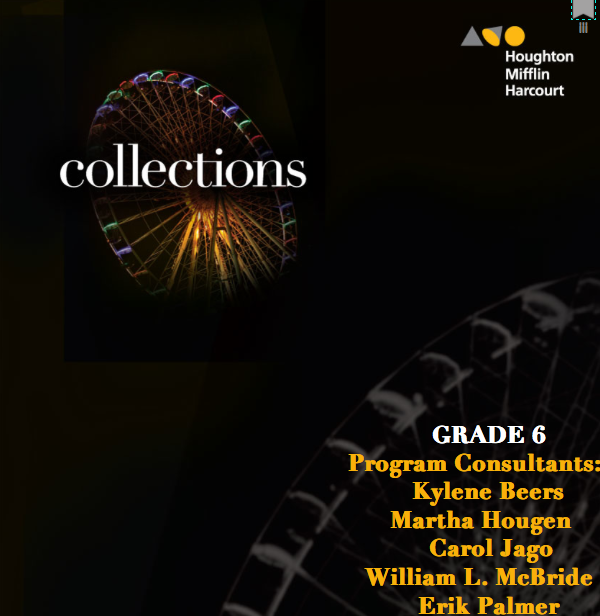 Houghton
Mifflin
Harcourt
collections
GRADE 6
Program Consultants:
Kylene Beers
Martha Hougen
Carol Jago
William L. McBride
Erik Palmer